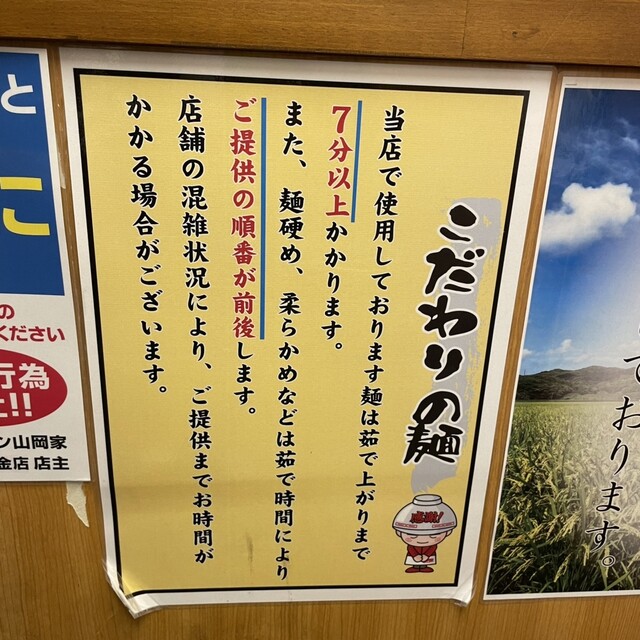 こだわりの麺
当店で使用しております麺は茹で上がりまで
7分以上かかります。
また、麺硬め、柔らかめなどは茹で時間により
ご提供の順番が前後します。
店舗の混雑状況により、ご提供までお時間が
かかる場合がございます。
感激!
ております。
と
に
の
ください
行為
!!
ン山岡家
金店 店主